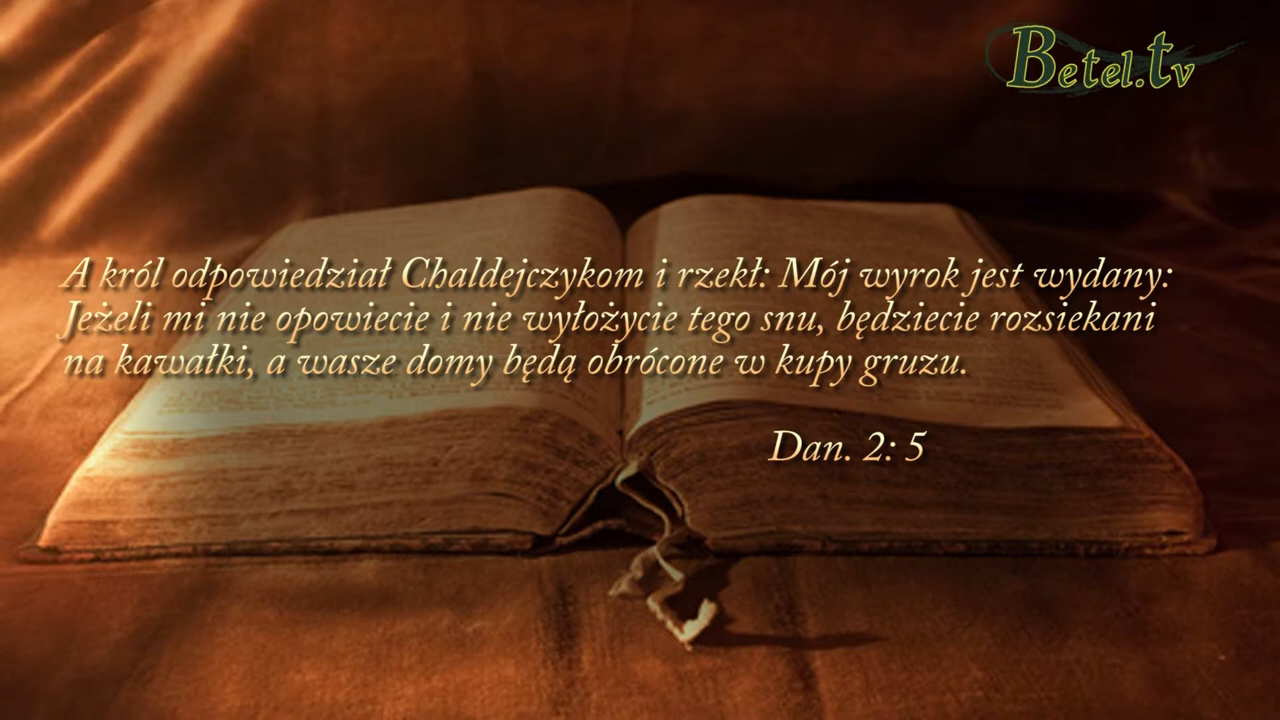 Betel.tv
A król odpowiedział Chaldejczykom i rzekł: Mój wyrok jest wydany:
Jeżeli mi nie opowiecie i nie wyłożycie tego snu, będziecie rozsiekani
na kawałki, a wasze domy będą obrócone w kupy gruzu.
Dan. 2: 5